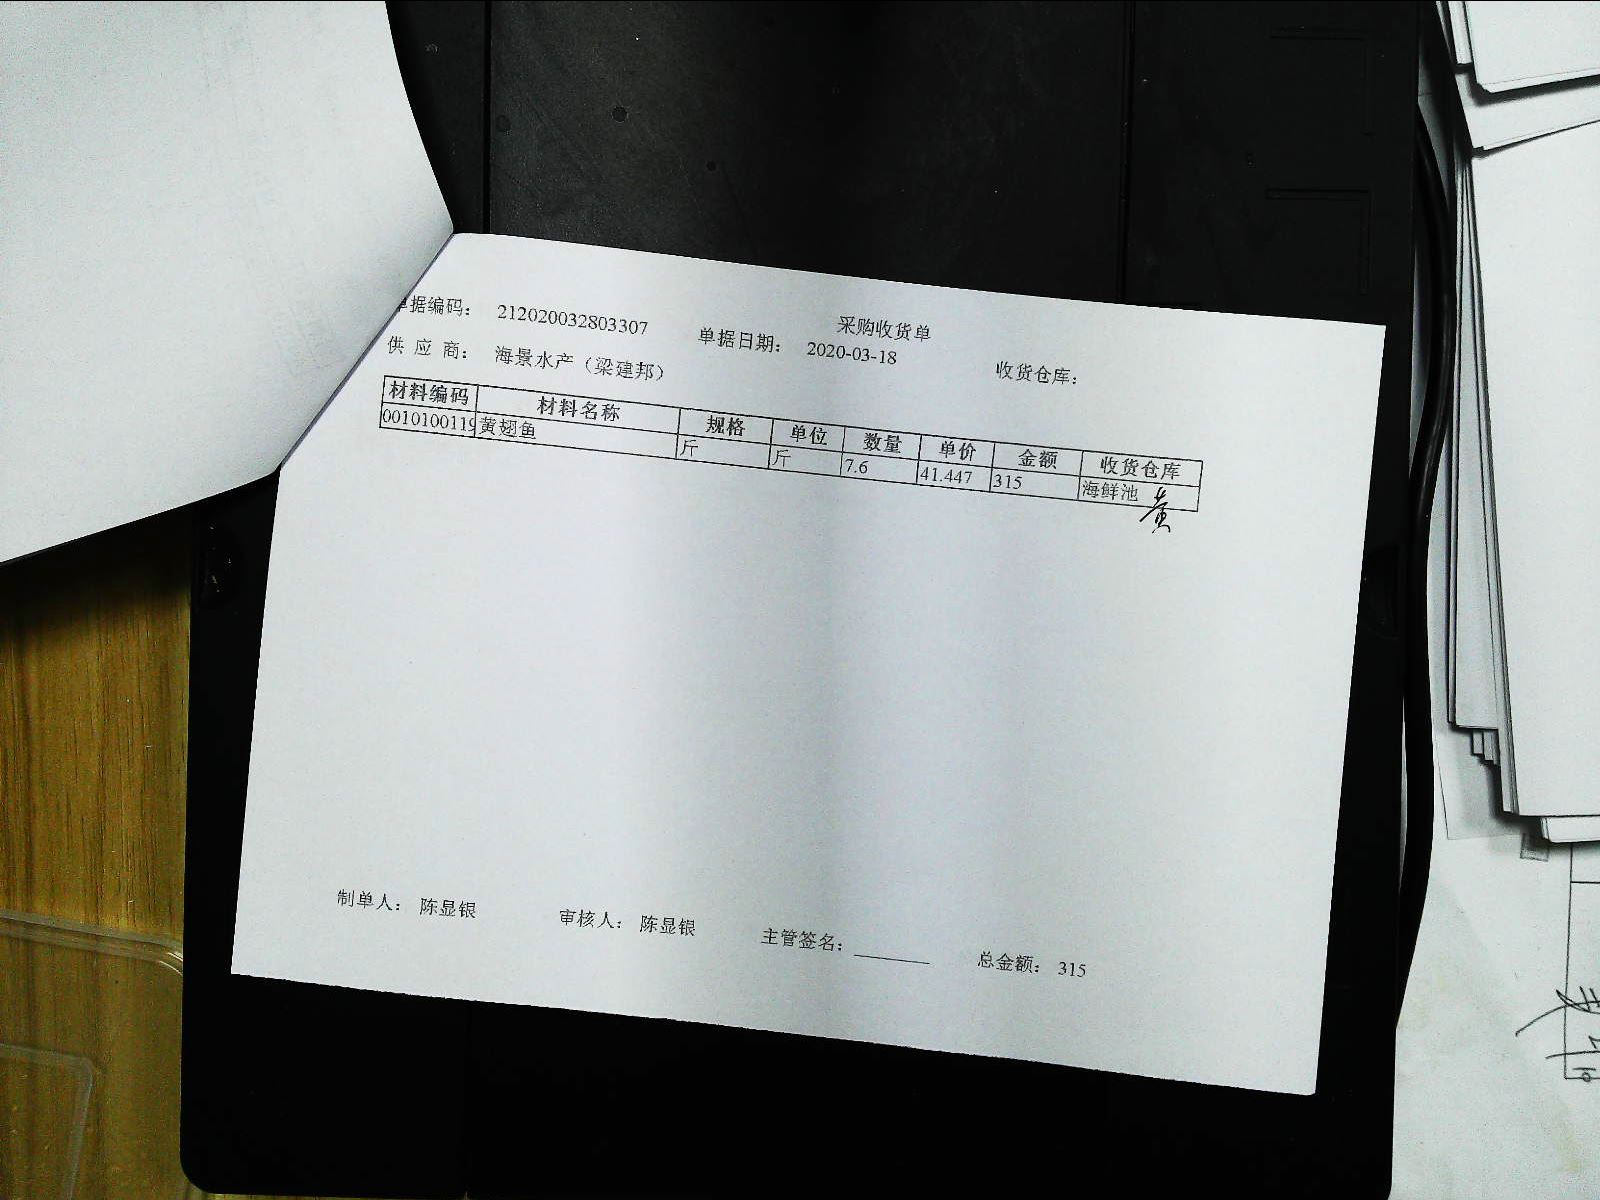 采购收货单
单据编码： 212020032803307 单据日期： 2020-03-18 收货仓库：
供 应 商： 海景水产（梁建邦）
材料编码 材料名称 规格 单位 数量 单价 金额 收货仓库
0010100119 黄翅鱼 斤 斤 7.6 41.447 315 海鲜池
黄
制单人： 陈显银 审核人： 陈显银 主管签名： 总金额： 315